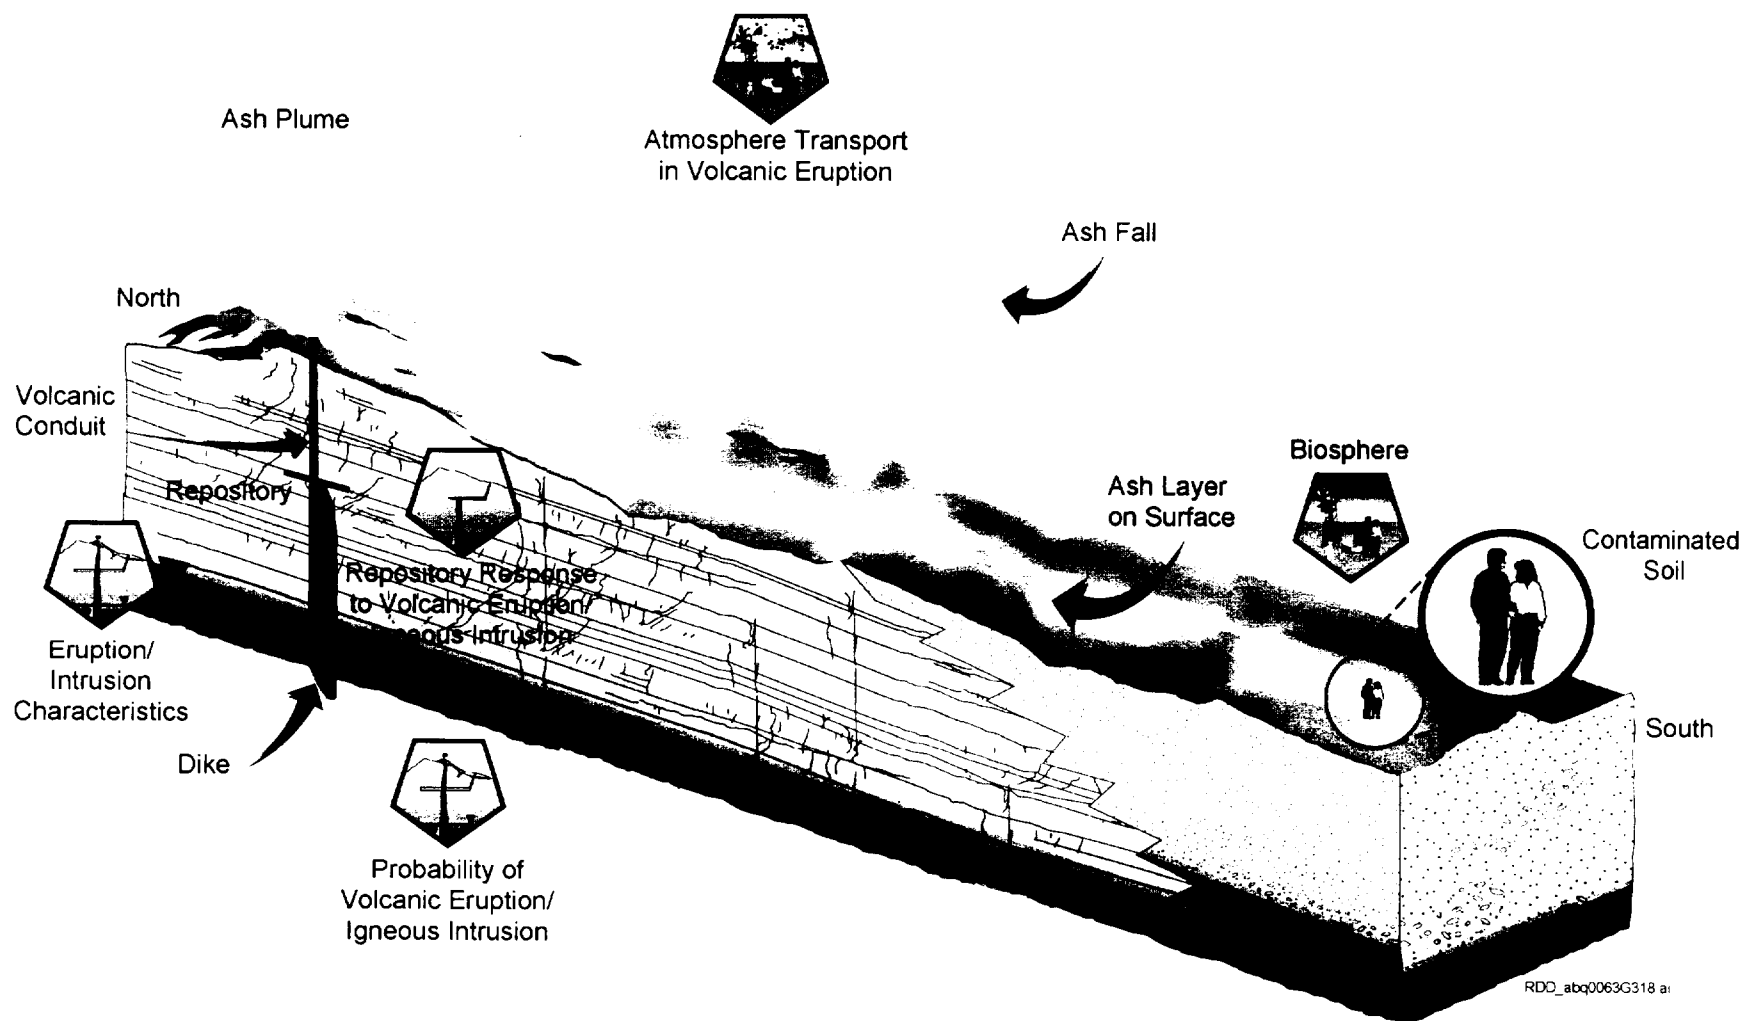 Ash Plume
Atmosphere Transport
in Volcanic Eruption
Ash Fall
North
Volcanic
Conduit
Repository
Biosphere
Ash Layer
on Surface
Contaminated
Soil
Repository Response
to Volcanic Eruption/
Intrusion
Eruption/
Intrusion
Characteristics
South
Dike
Probability of
Volcanic Eruption/
Igneous Intrusion
RDD_abq0063G318